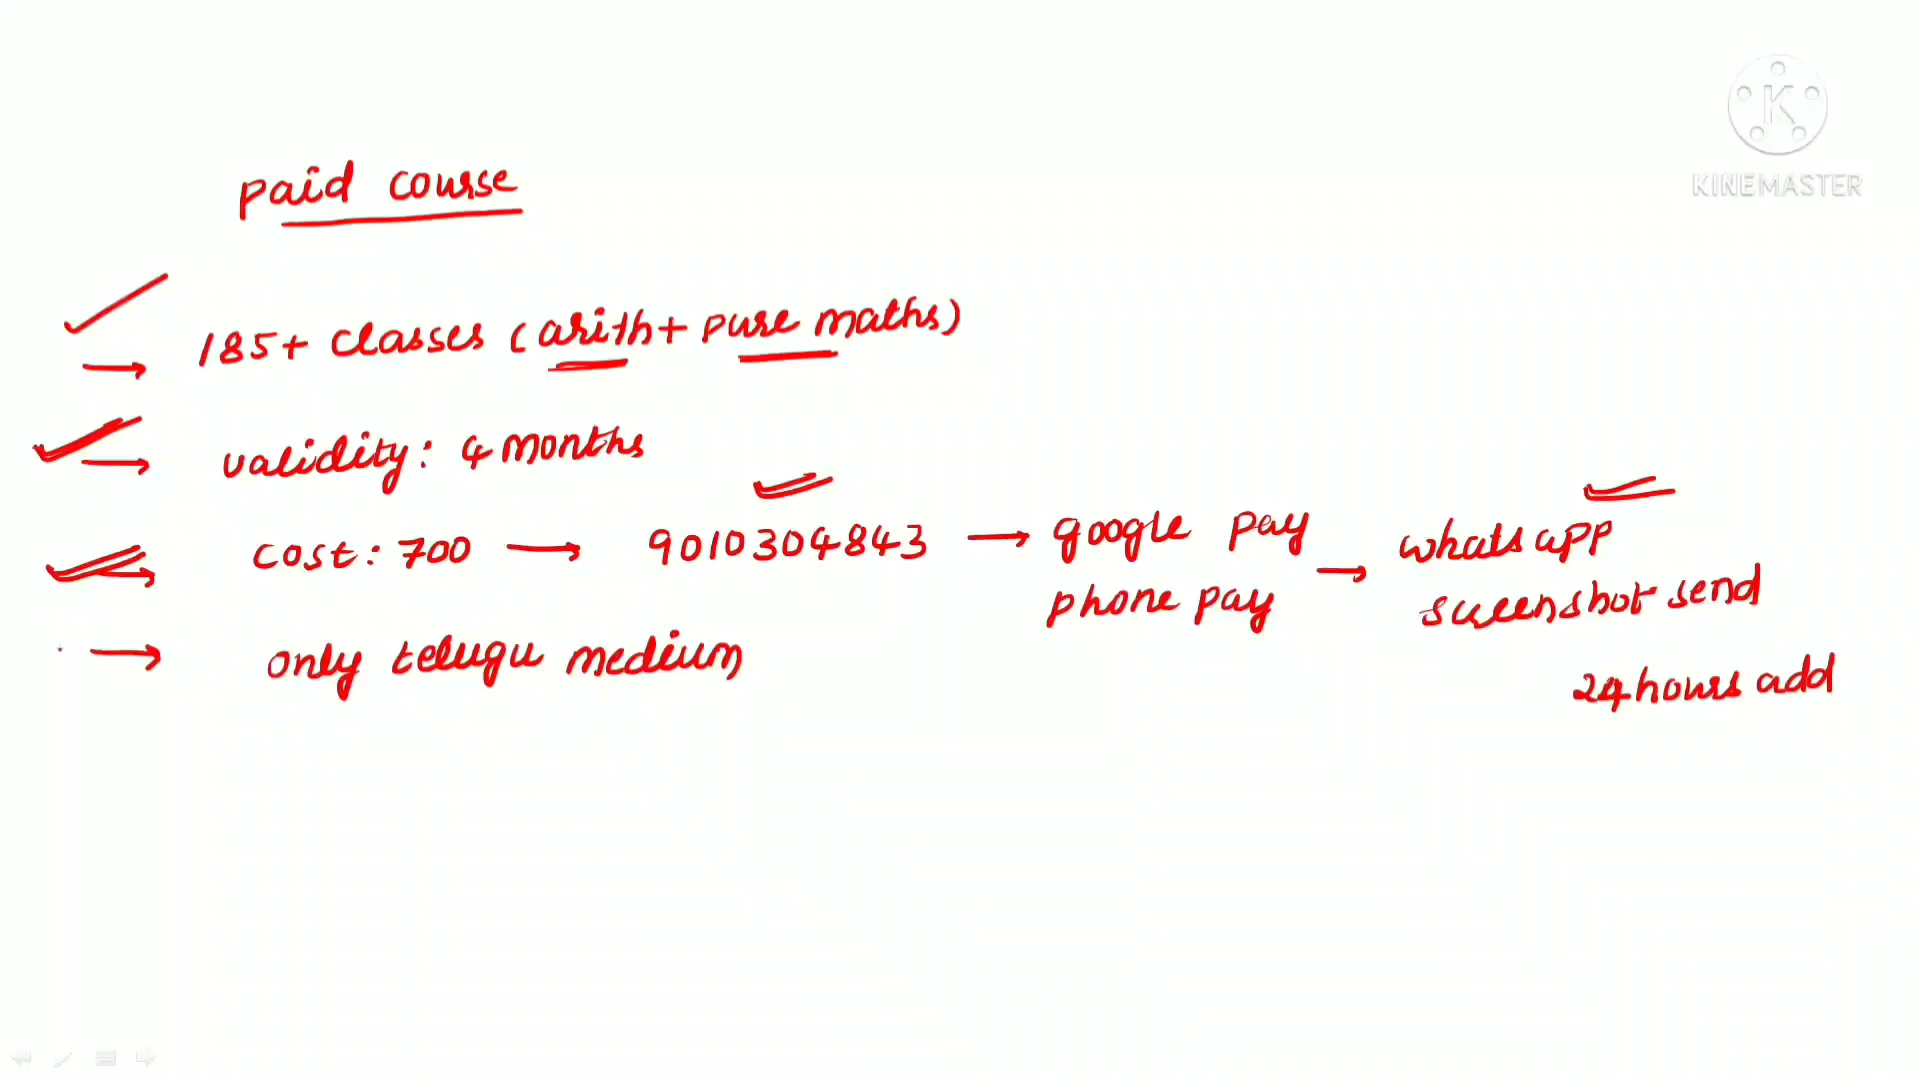 KINEMASTER
paid course
→ 185+ classes (arith + pure maths)
→ validity: 4 months
→ cost: 700 → 9010304843 → google pay → whatsapp
phone pay screenshot send
→ only telugu medium 24 hours add